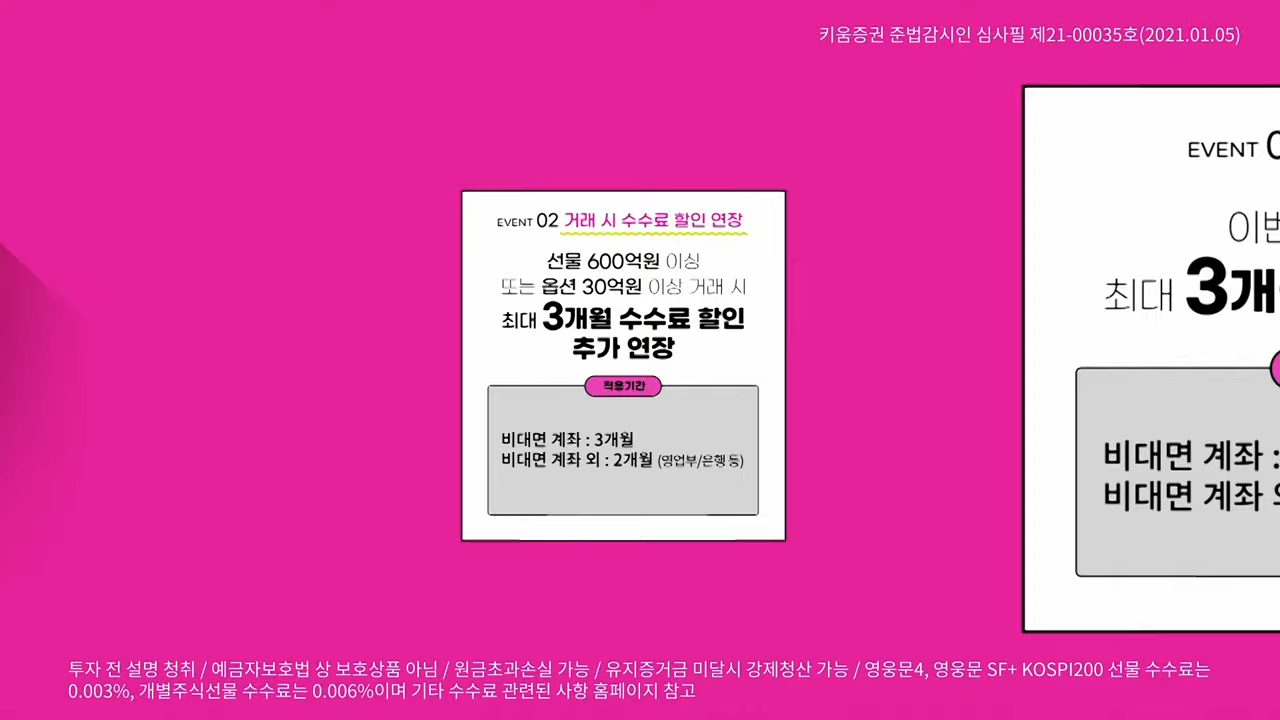 키움증권 준법감시인 심사필 제21-00035호(2021.01.05)
EVENT 02 거래 시 수수료 할인 연장
선물 600억원 이상
또는 옵션 30억원 이상 거래 시
최대 3개월 수수료 할인
추가 연장
적용기간
비대면 계좌 : 3개월
비대면 계좌 외 : 2개월 (영업부/은행 등)
EVENT
최대 3개
비대면 계좌 :
비대면 계좌
투자 전 설명 청취 / 예금자보호법 상 보호상품 아님 / 원금초과손실 가능 / 유지증거금 미달시 강제청산 가능 / 영웅문4, 영웅문 SF+ KOSPI200 선물 수수료는
0.003%, 개별주식선물 수수료는 0.006%이며 기타 수수료 관련된 사항 홈페이지 참고